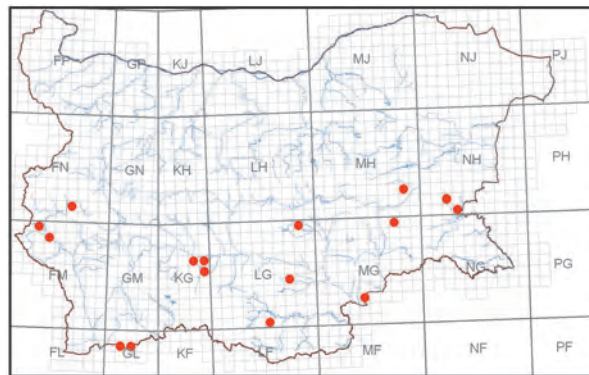 FP GP KJ LJ MJ NJ PJ
FN GN KH LH MH NH PH
FM GM KG LG MG NG PG
FL GL KF LF MF NF PF